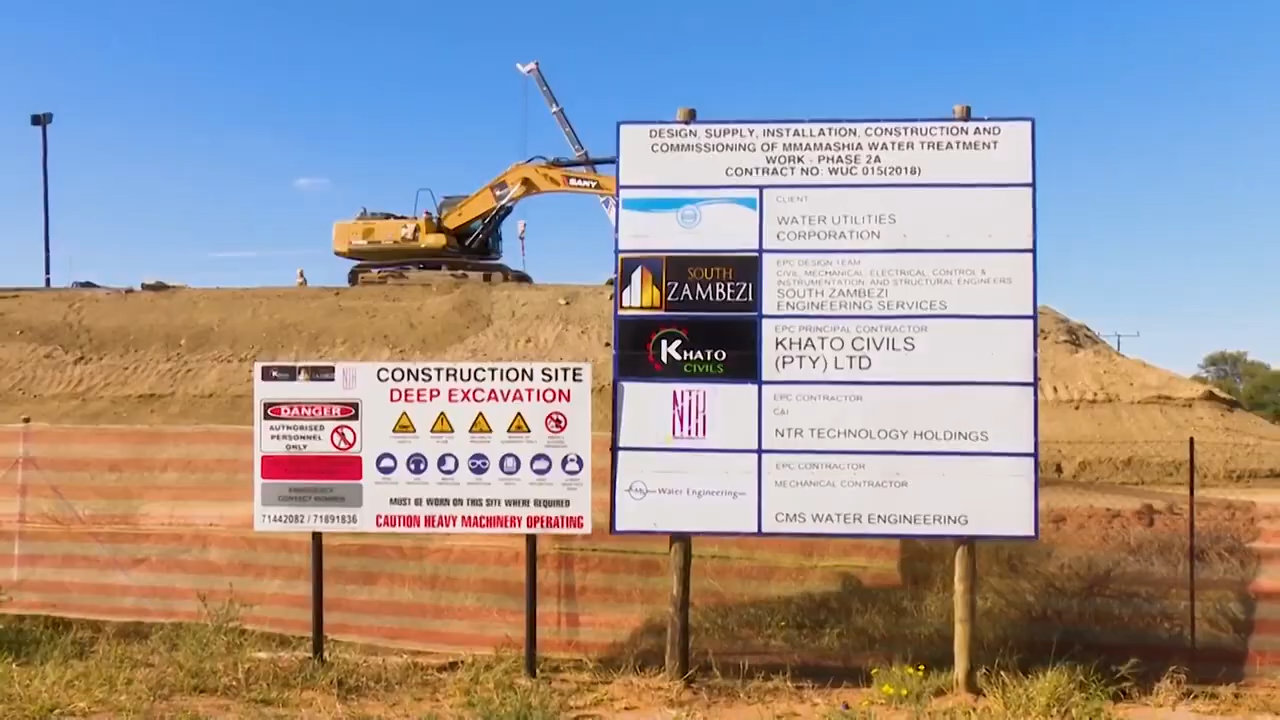 SANY
DESIGN, SUPPLY, INSTALLATION, CONSTRUCTION AND
COMMISSIONING OF MMAMASHIA WATER TREATMENT
WORK - PHASE 2A
CONTRACT NO: WUC 015(2018)
CLIENT
WATER UTILITIES
CORPORATION
SOUTH
ZAMBEZI
EPC DESIGN TEAM
CIVIL, MECHANICAL, ELECTRICAL, CONTROL &
INSTRUMENTATION, AND STRUCTURAL ENGINEERS
SOUTH ZAMBEZI
ENGINEERING SERVICES
KHATO
CIVILS
EPC PRINCIPAL CONTRACTOR
KHATO CIVILS
(PTY) LTD
NTR
EPC CONTRACTOR
C&I
NTR TECHNOLOGY HOLDINGS
Water Engineering
EPC CONTRACTOR
MECHANICAL CONTRACTOR
CMS WATER ENGINEERING
CONSTRUCTION SITE
DEEP EXCAVATION
DANGER
AUTHORISED
PERSONNEL
ONLY
EMERGENCY
CONTACT NUMBER
71442082 / 71891836
MUST BE WORN ON THIS SITE WHERE REQUIRED
CAUTION HEAVY MACHINERY OPERATING